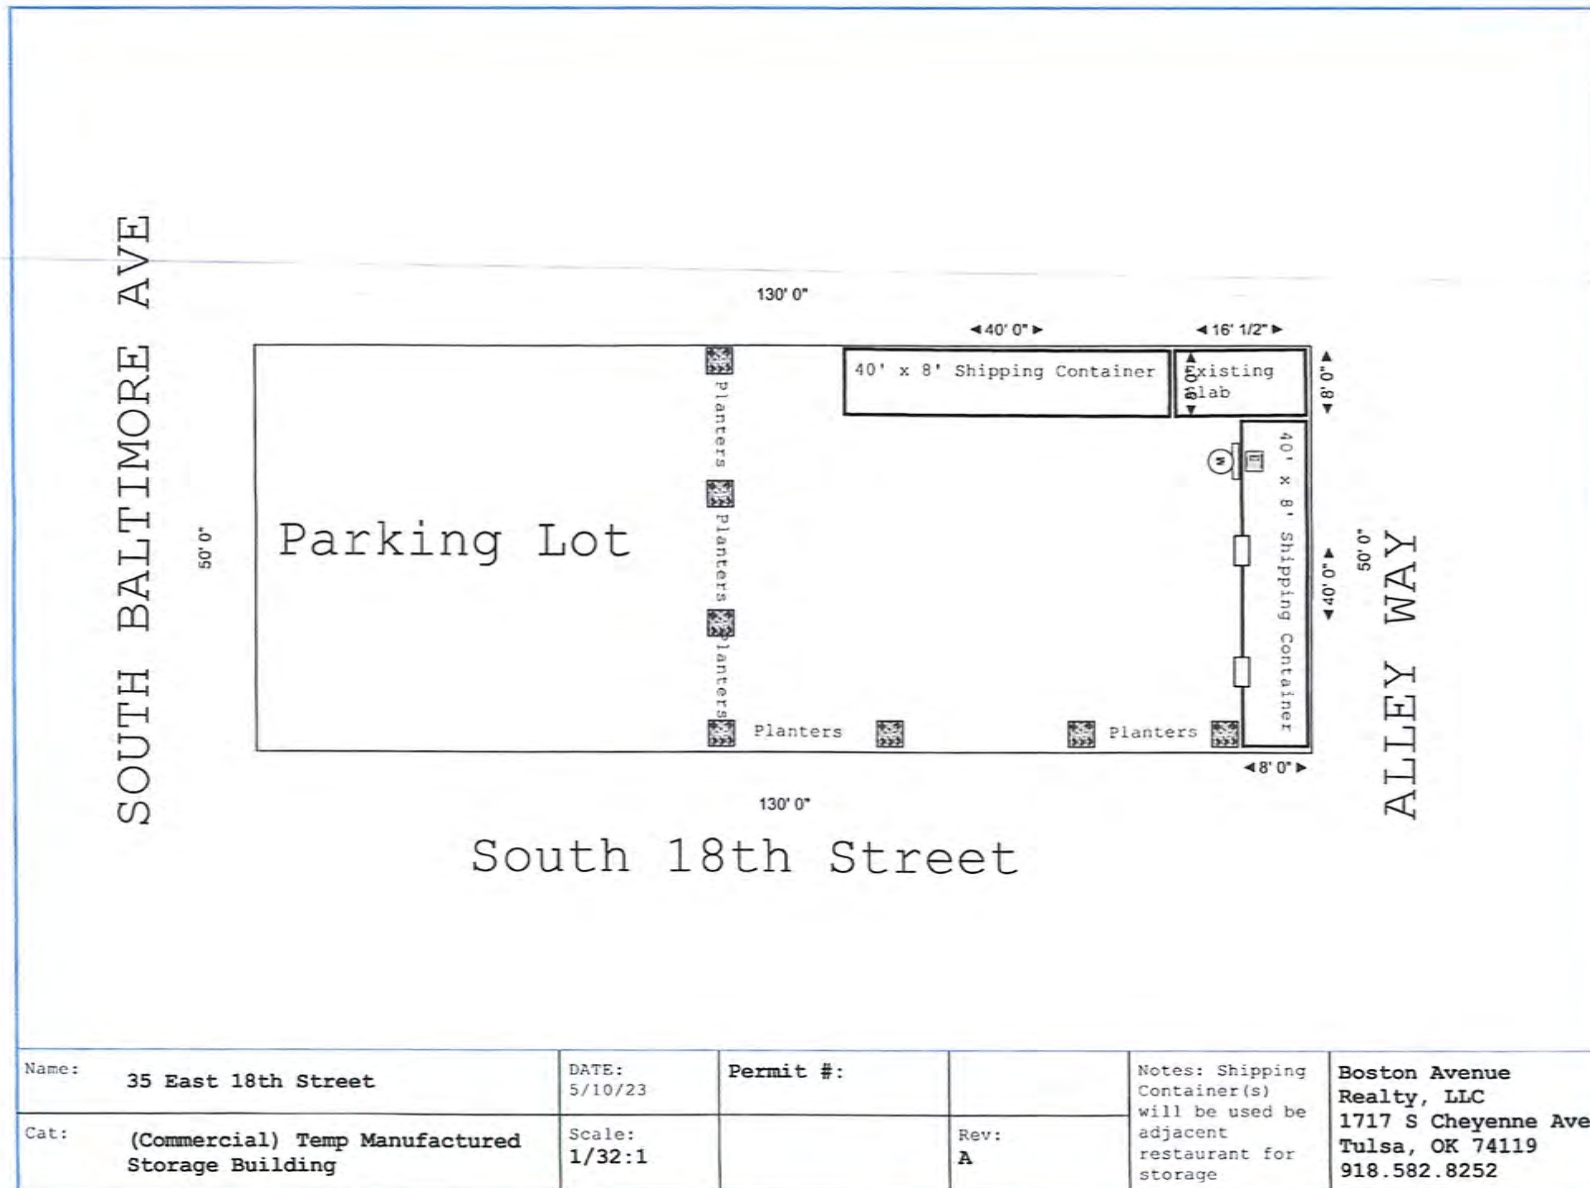 SOUTH BALTIMORE AVE
130' 0"
40' 0"
16' 1/2"
40' x 8' Shipping Container
8' 0"
Existing
Slab
8' 0"
Planters
Planters
Planters
Parking Lot
50' 0"
M
40' x 8' Shipping Container
40' 0"
50' 0"
ALLEY WAY
Planters
Planters
8' 0"
130' 0"
South 18th Street
Name:
35 East 18th Street
DATE:
5/10/23
Permit #:
Cat:
(Commercial) Temp Manufactured
Storage Building
Scale:
1/32:1
Rev:
A
Notes: Shipping
Container(s)
will be used be
adjacent
restaurant for
storage
Boston Avenue
Realty, LLC
1717 S Cheyenne Ave
Tulsa, OK 74119
918.582.8252